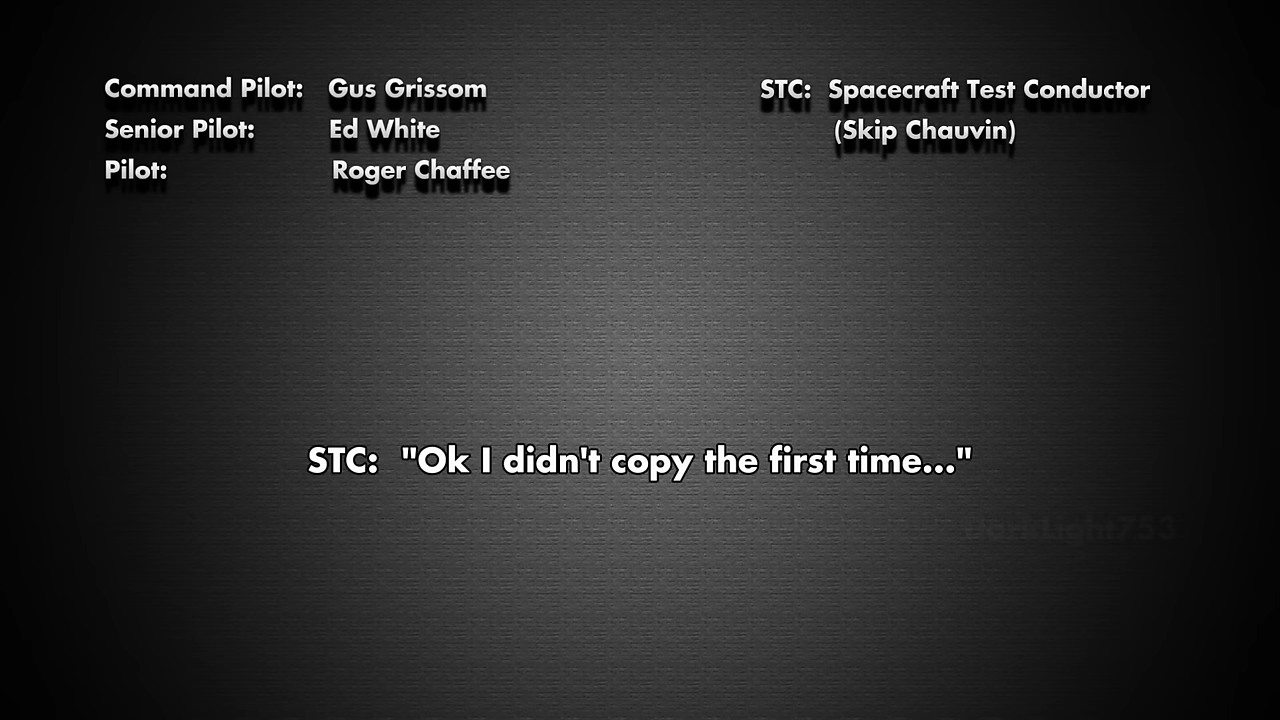 Command Pilot: Gus Grissom
Senior Pilot: Ed White
Pilot: Roger Chaffee
STC: Spacecraft Test Conductor
(Skip Chauvin)
STC: "Ok I didn't copy the first time..."
DarkLight753